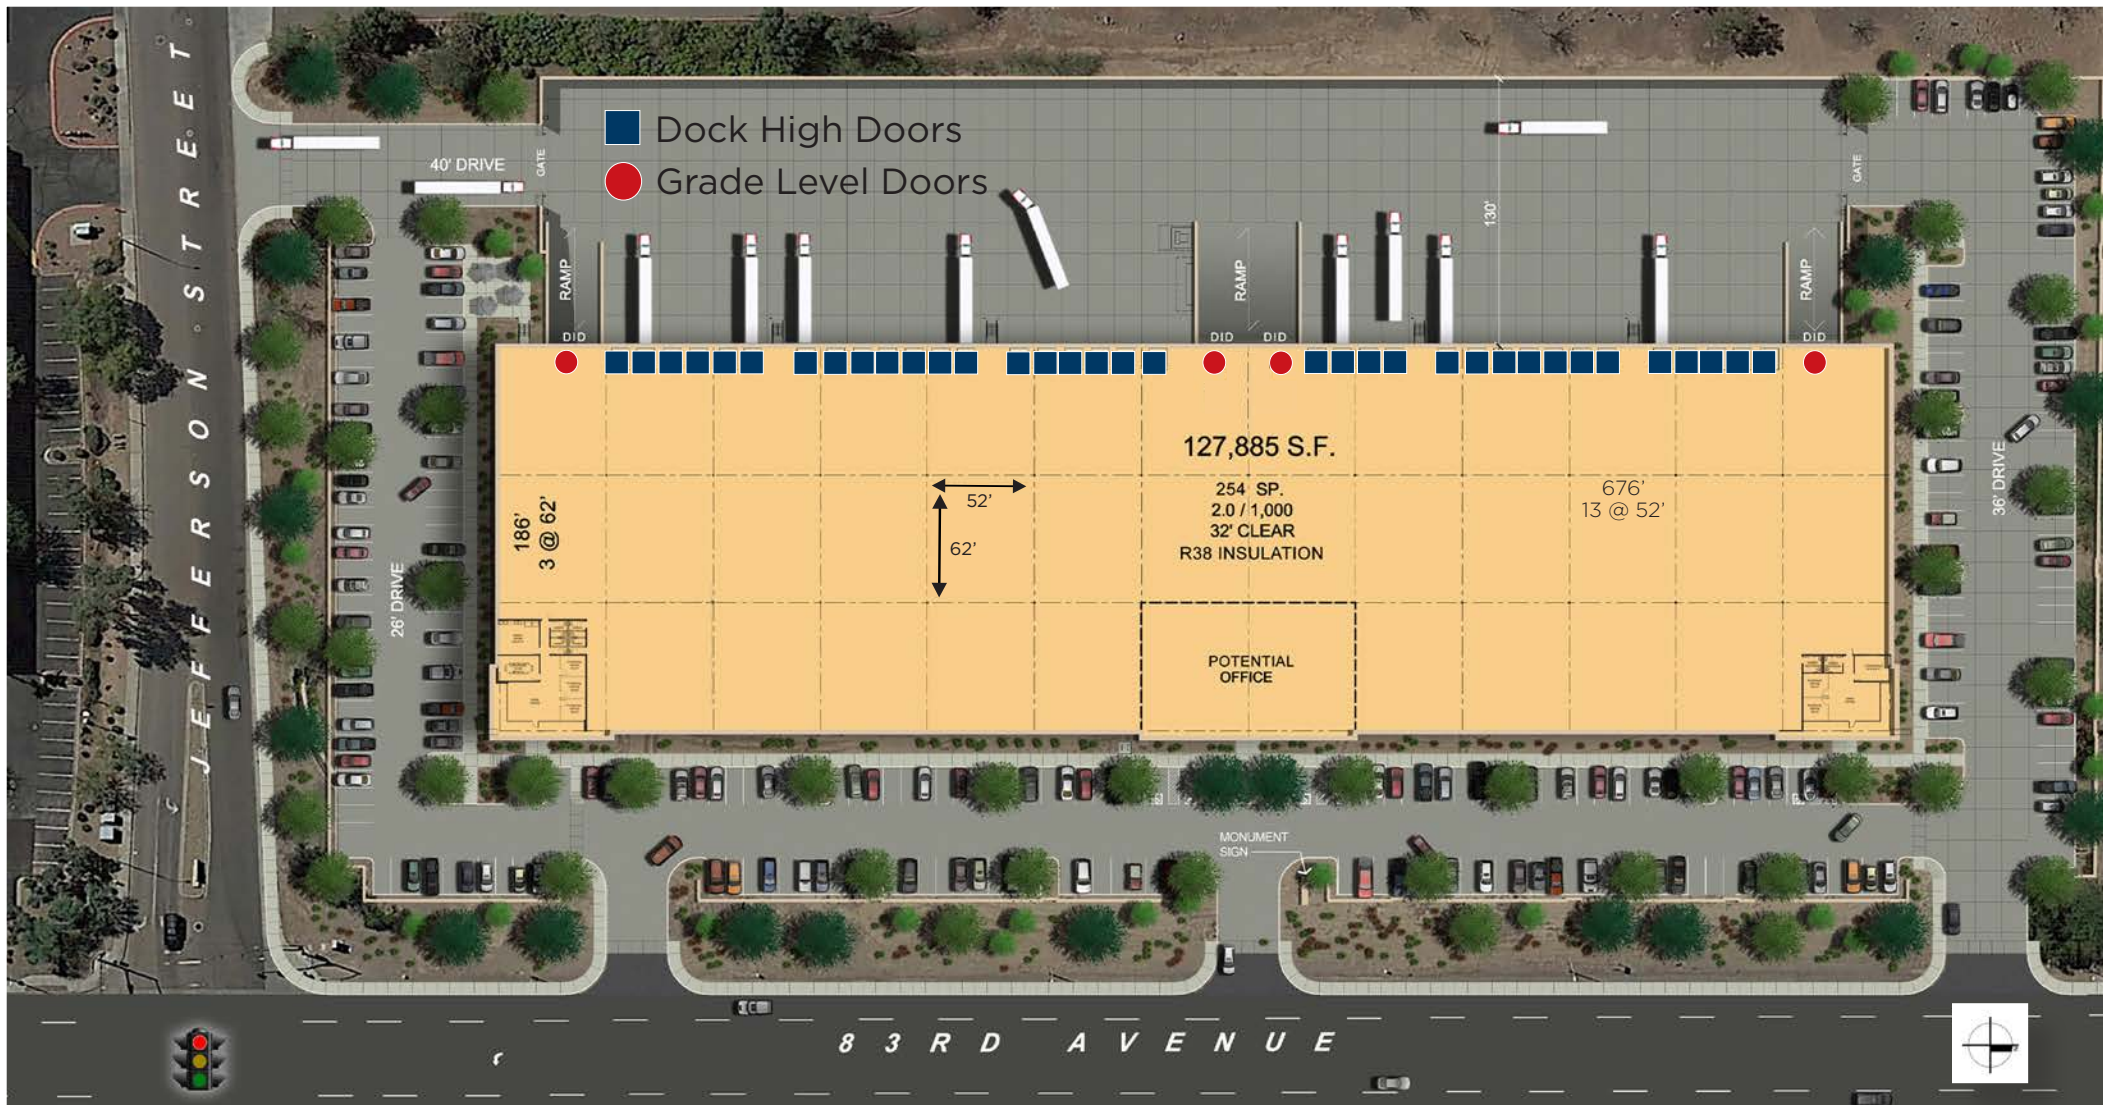 Dock High Doors
Grade Level Doors
JEFFERSON STREET
40' DRIVE
GATE
GATE
130'
RAMP
RAMP
RAMP
DID
DID
DID
DID
127,885 S.F.
254 SP.
2.0 / 1,000
32' CLEAR
R38 INSULATION
52'
62'
676'
13 @ 52'
186'
3 @ 62'
26' DRIVE
36' DRIVE
POTENTIAL
OFFICE
MONUMENT
SIGN
83RD AVENUE